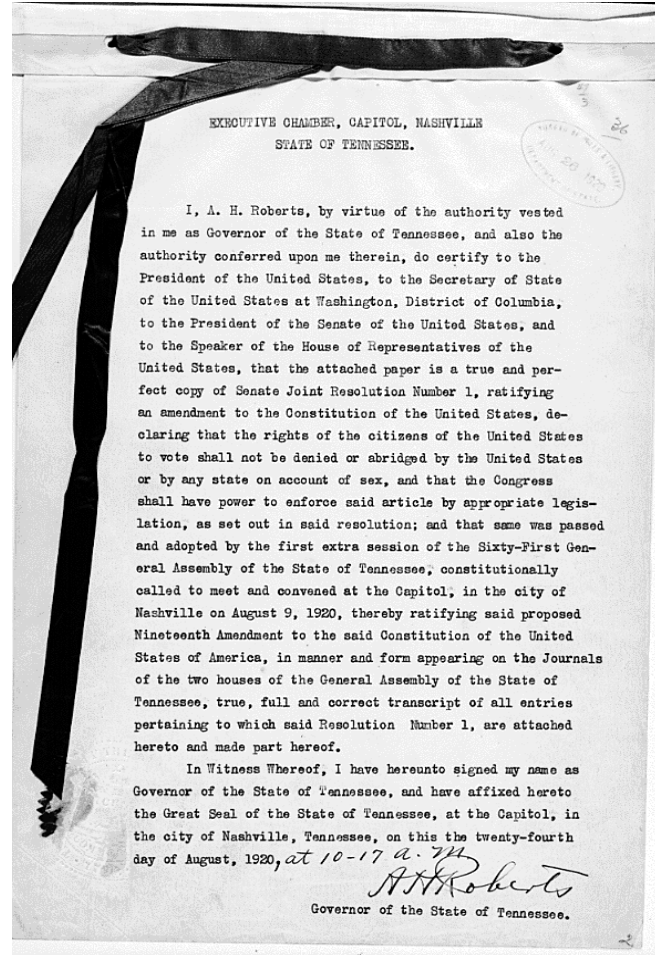 EXECUTIVE CHAMBER, CAPITOL, NASHVILLE
STATE OF TENNESSEE.
36
AUG 26 1920
I, A. H. Roberts, by virtue of the authority vested
in me as Governor of the State of Tennessee, and also the
authority conferred upon me therein, do certify to the
President of the United States, to the Secretary of State
of the United States at Washington, District of Columbia,
to the President of the Senate of the United States, and
to the Speaker of the House of Representatives of the
United States, that the attached paper is a true and per-
fect copy of Senate Joint Resolution Number 1, ratifying
an amendment to the Constitution of the United States, de-
claring that the rights of the citizens of the United States
to vote shall not be denied or abridged by the United States
or by any state on account of sex, and that the Congress
shall have power to enforce said article by appropriate legis-
lation, as set out in said resolution; and that same was passed
and adopted by the first extra session of the Sixty-First Gen-
eral Assembly of the State of Tennessee, constitutionally
called to meet and convened at the Capitol, in the city of
Nashville on August 9, 1920, thereby ratifying said proposed
Nineteenth Amendment to the said Constitution of the United
States of America, in manner and form appearing on the Journals
of the two houses of the General Assembly of the State of
Tennessee, true, full and correct transcript of all entries
pertaining to which said Resolution Number 1, are attached
hereto and made part hereof.
In Witness Whereof, I have hereunto signed my name as
Governor of the State of Tennessee, and have affixed hereto
the Great Seal of the State of Tennessee, at the Capitol, in
the city of Nashville, Tennessee, on this the twenty-fourth
day of August, 1920, at 10-17 a. m
A H Roberts
Governor of the State of Tennessee.
2